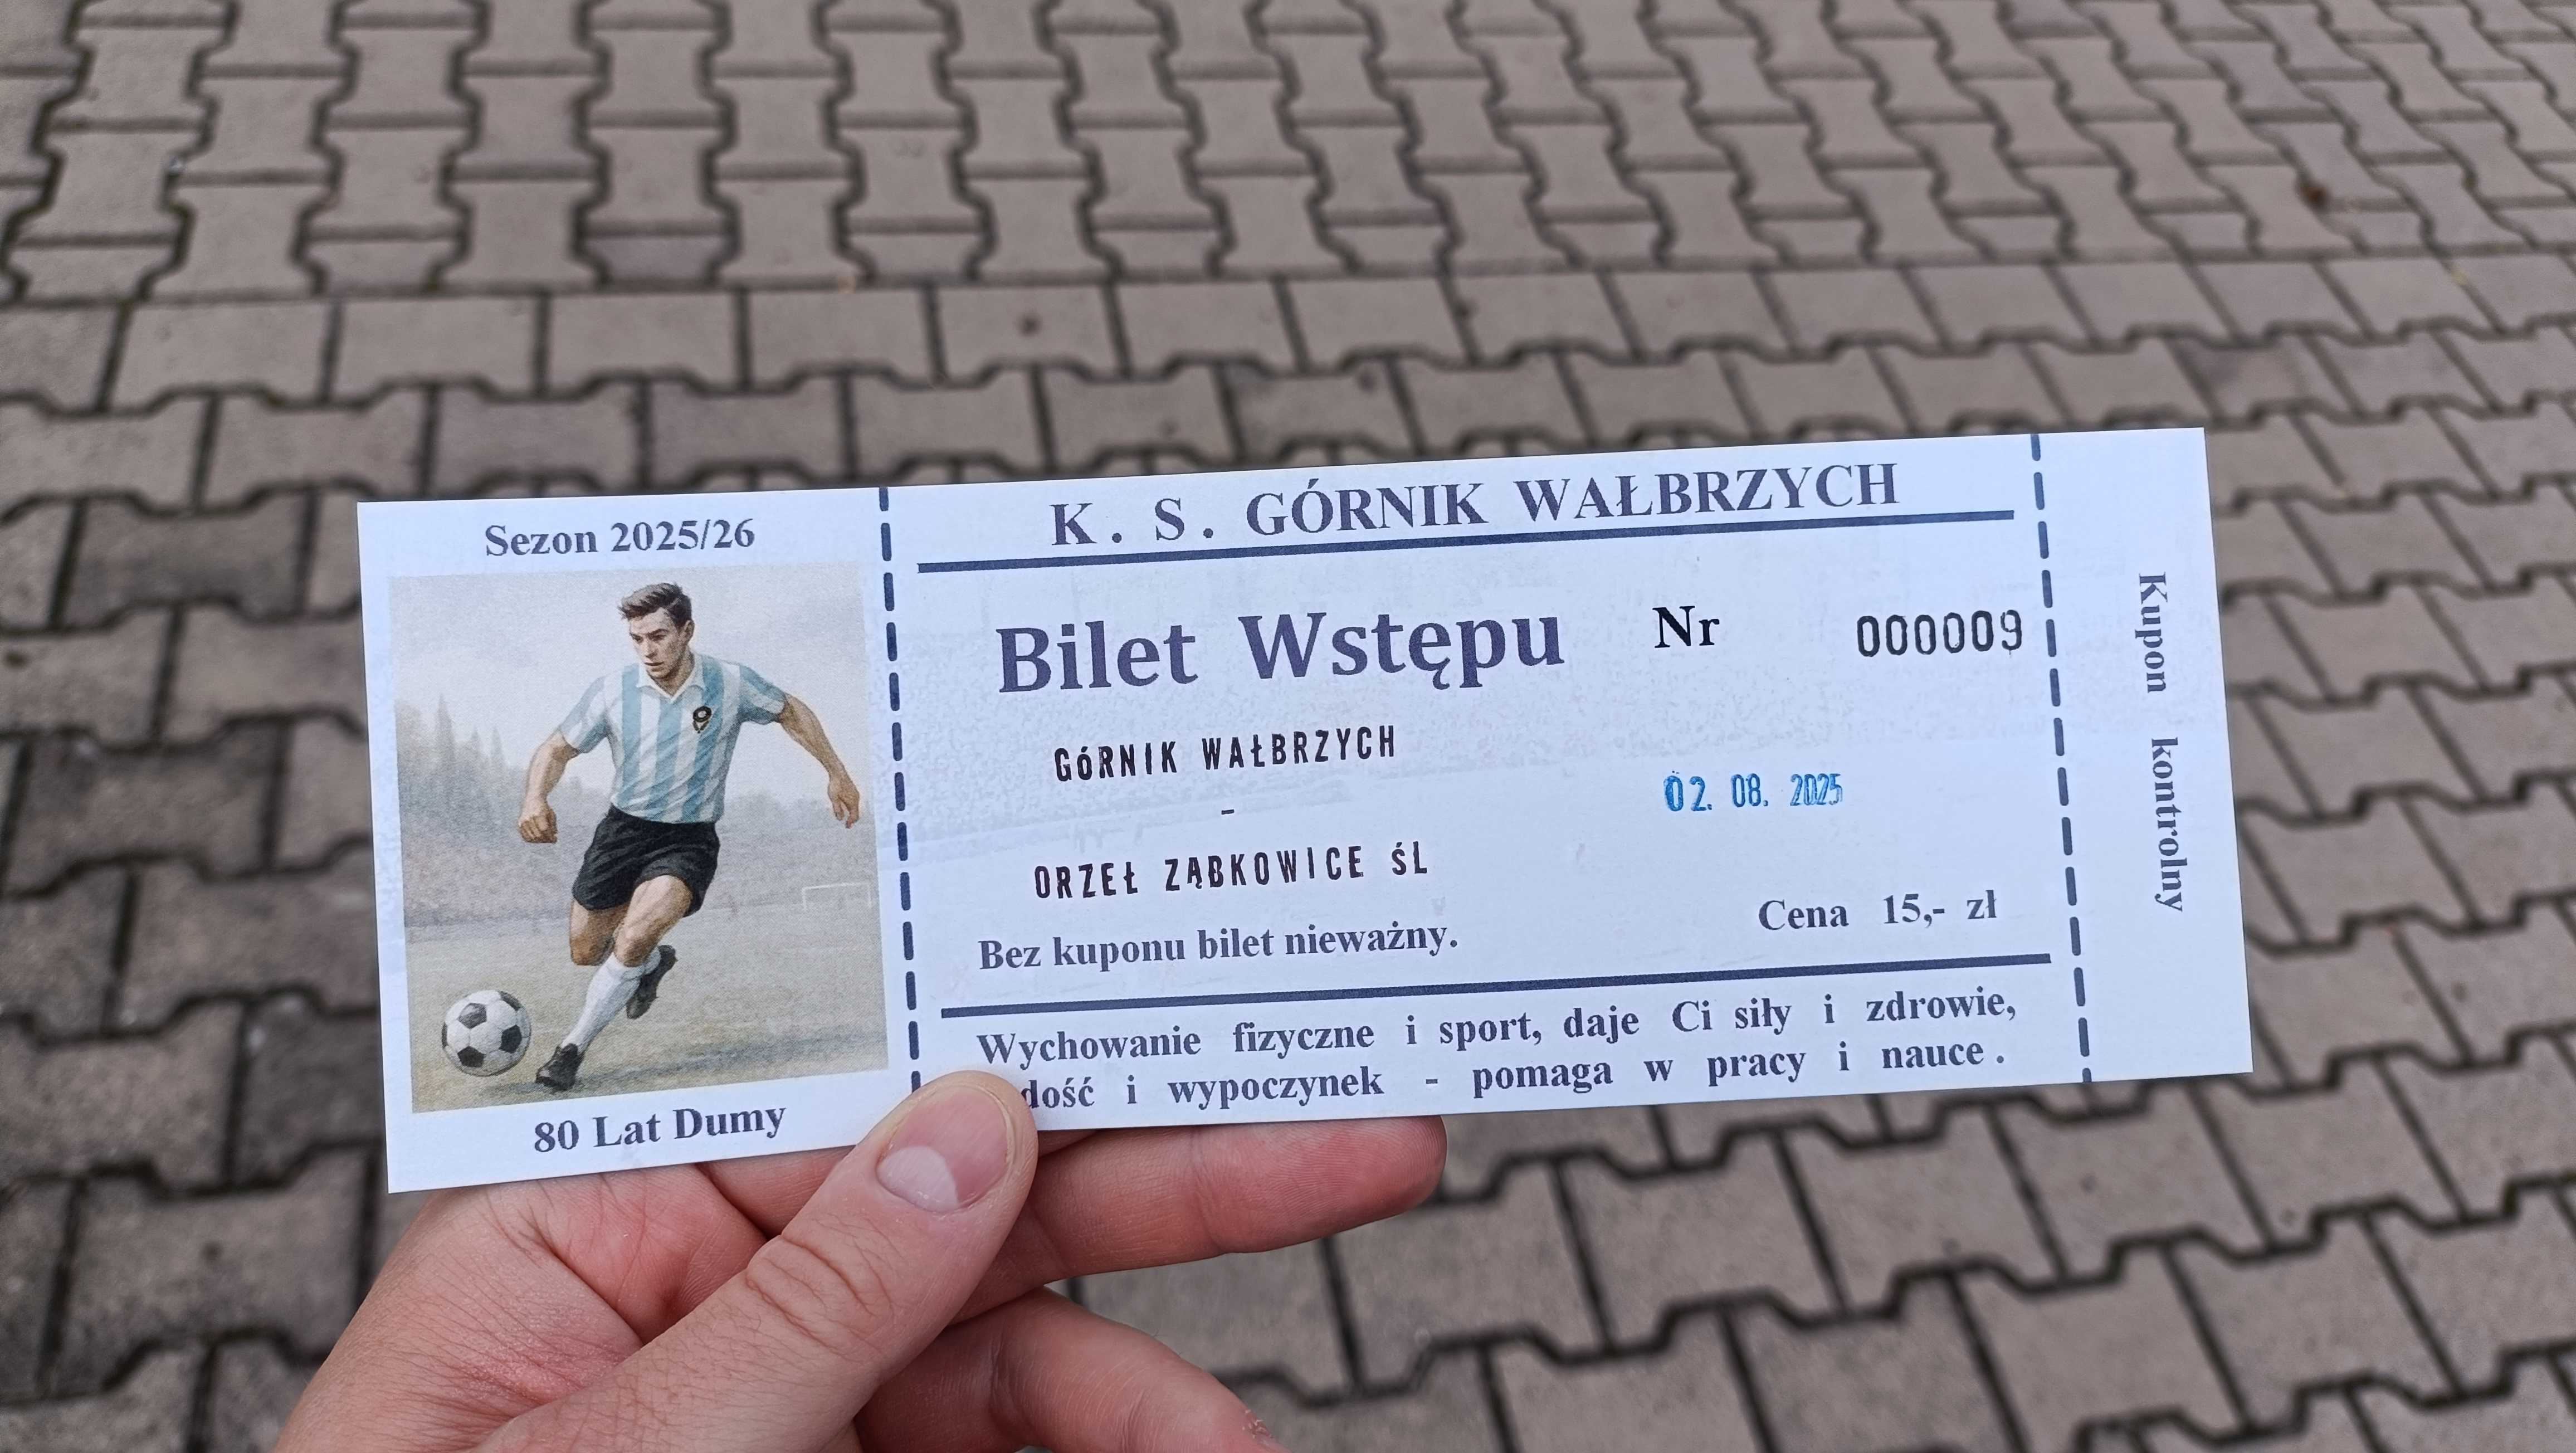 Sezon 2025/26
80 Lat Dumy
K. S. GÓRNIK WAŁBRZYCH
Bilet Wstępu Nr 000009
GóRNIK WAŁBRZYCH
-
ORZEŁ ZĄBKOWICE ŚL
02. 08. 2025
Bez kuponu bilet nieważny.
Cena 15,- zł
Wychowanie fizyczne i sport, daje Ci siły i zdrowie,
i wypoczynek - pomaga w pracy i nauce.
Kupon kontrolny